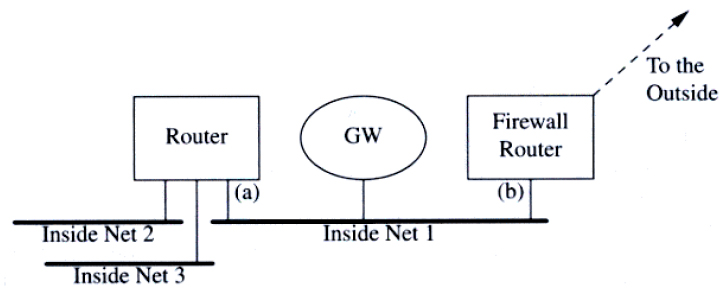 To the
Outside
Router
GW
Firewall
Router
(a)
(b)
Inside Net 2
Inside Net 1
Inside Net 3